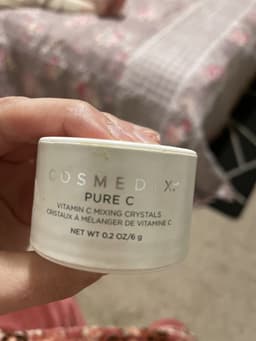 COSMEDIX
PURE C
VITAMIN C MIXING CRYSTALS
CRISTAUX À MÉLANGER DE VITAMINE C
NET WT 0.2 OZ/6 g